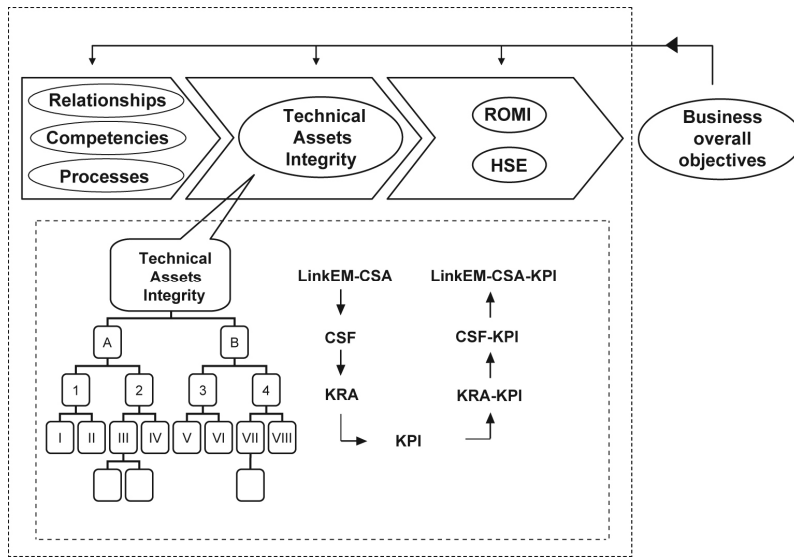 Relationships
Competencies
Processes
Technical
Assets
Integrity
ROMI
HSE
Business
overall
objectives
Technical
Assets
Integrity
LinkEM-CSA
LinkEM-CSA-KPI
A
B
CSF
CSF-KPI
1
2
3
4
KRA
KRA-KPI
I
II
III
IV
V
VI
VII
VIII
KPI